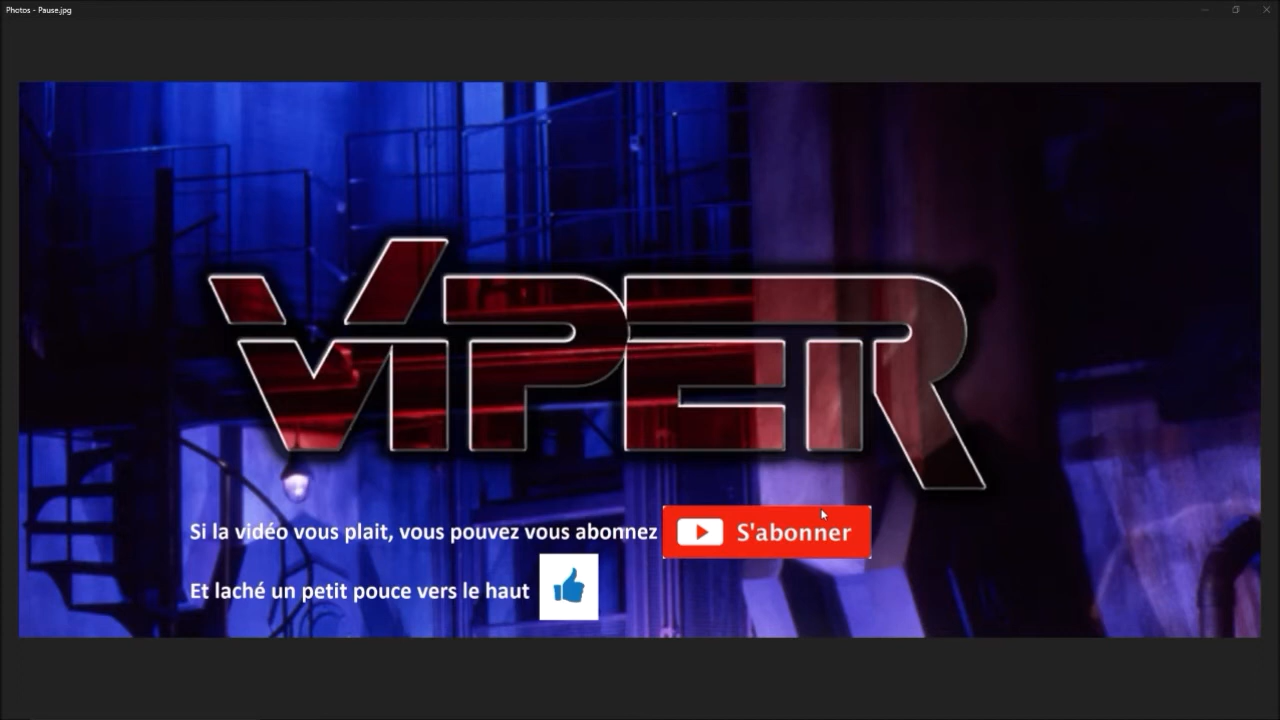 Photos - Pause.jpg
VIPER
Si la vidéo vous plait, vous pouvez vous abonnez S'abonner
Et laché un petit pouce vers le haut